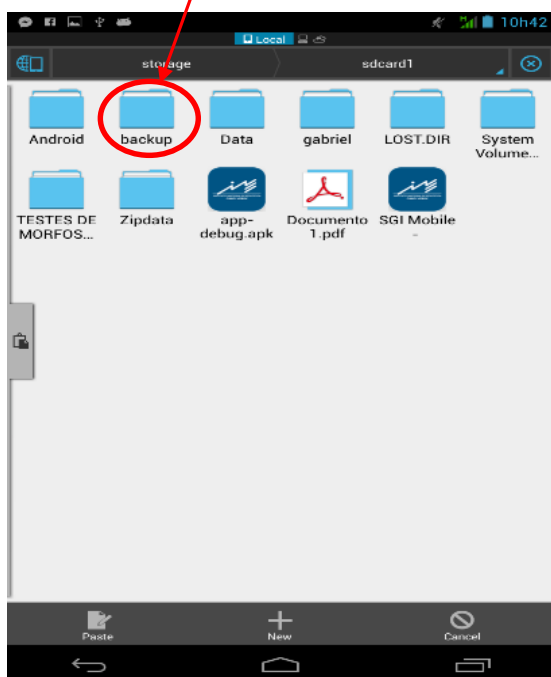 10h42
Local
storage
sdcard1
Android
backup
Data
gabriel
LOST.DIR
System
Volume...
TESTES DE
MORFOS...
Zipdata
app-
debug.apk
Documento
1.pdf
SGI Mobile
-
Paste
New
Cancel